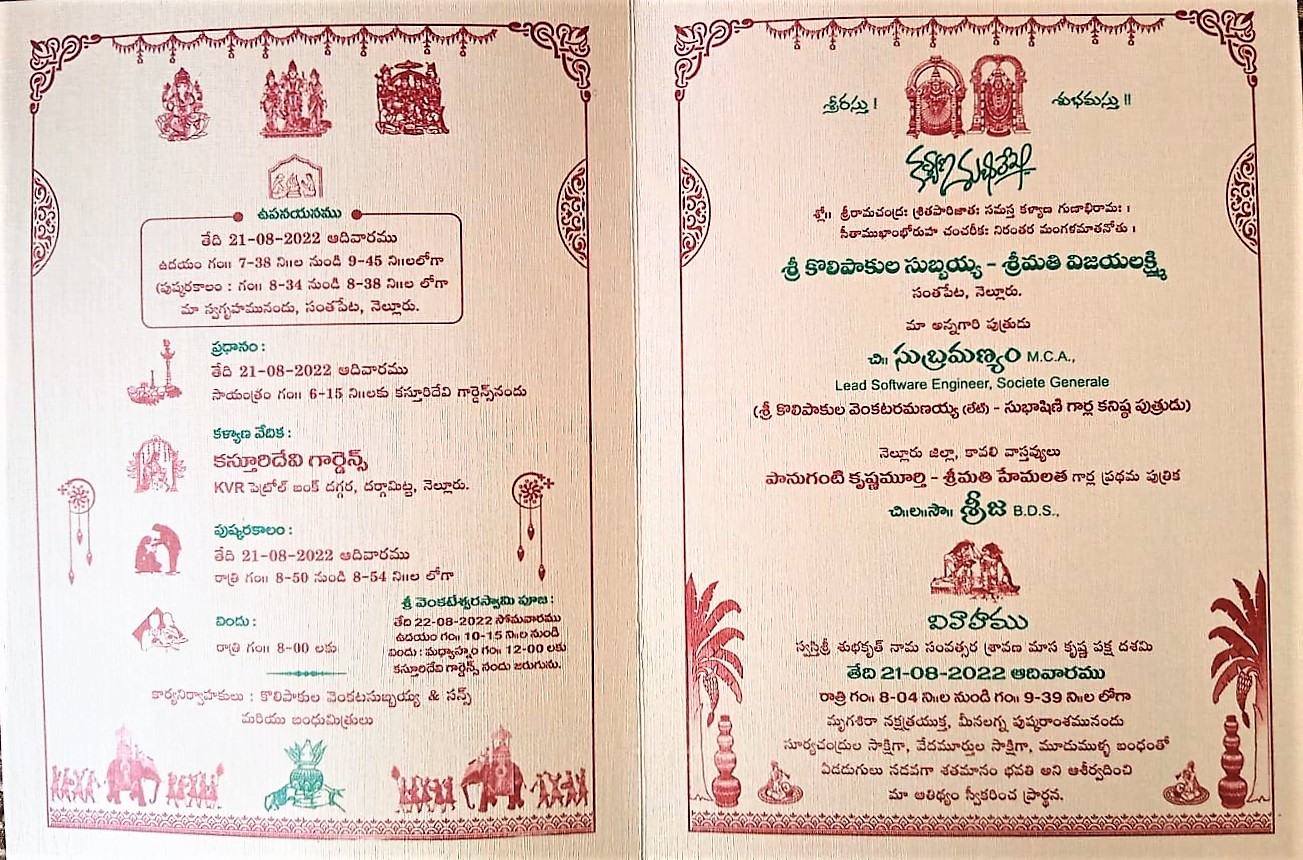 ఉపనయనము
తేది 21-08-2022 ఆదివారము
ఉదయం గం॥ 7-38 ని॥ల నుండి 9-45 ని॥లలోగా
(పుష్కరకాలం : గం॥ 8-34 నుండి 8-38 ని॥ల లోగా
మా స్వగృహమునందు, సంతపేట, నెల్లూరు.
ప్రధానం :
తేది 21-08-2022 ఆదివారము
సాయంత్రం గం॥ 6-15 ని॥లకు కస్తూరిదేవి గార్డెన్స్‌నందు
కళ్యాణ వేదిక :
కస్తూరిదేవి గార్డెన్స్
KVR పెట్రోల్ బంక్ దగ్గర, దర్గామిట్ట, నెల్లూరు.
పుష్కరకాలం :
తేది 21-08-2022 ఆదివారము
రాత్రి గం॥ 8-50 నుండి 8-54 ని॥ల లోగా
విందు :
రాత్రి గం॥ 8-00 లకు
శ్రీ వెంకటేశ్వరస్వామి పూజ :
తేది 22-08-2022 సోమవారము
ఉదయం గం॥ 10-15 ని॥ల నుండి
విందు : మధ్యాహ్నం గం॥ 12-00 లకు
కస్తూరిదేవి గార్డెన్స్ నందు జరుగును.
కార్యనిర్వాహకులు : కొలిపాకుల వెంకటసుబ్బయ్య & సన్స్
మరియు బంధుమిత్రులు
శ్రీరస్తు ! శుభమస్తు !!
కళ్యాణ శుభలేఖ
శ్లో॥ శ్రీరామచంద్రః శ్రితపారిజాతః సమస్త కళ్యాణ గుణాభిరామః ।
సీతాముఖాంభోరుహ చంచరీకః నిరంతర మంగళమాతనోతు ।
శ్రీ కొలిపాకుల సుబ్బయ్య - శ్రీమతి విజయలక్ష్మి
సంతపేట, నెల్లూరు.
మా అన్నగారి పుత్రుడు
చి॥ సుబ్రమణ్యం M.C.A.,
Lead Software Engineer, Societe Generale
(శ్రీ కొలిపాకుల వెంకటరమణయ్య (లేట్) - సుభాషిణి గార్ల కనిష్ఠ పుత్రుడు)
నెల్లూరు జిల్లా, కావలి వాస్తవ్యులు
పానుగంటి కృష్ణమూర్తి - శ్రీమతి హేమలత గార్ల ప్రథమ పుత్రిక
చి॥ల॥సౌ॥ శ్రీజ B.D.S.,
వివాహము
స్వస్తిశ్రీ శుభకృత్ నామ సంవత్సర శ్రావణ మాస కృష్ణ పక్ష దశమి
తేది 21-08-2022 ఆదివారము
రాత్రి గం॥ 8-04 ని॥ల నుండి గం॥ 9-39 ని॥ల లోగా
మృగశిరా నక్షత్రయుక్త, మీనలగ్న పుష్కరాంశమునందు
సూర్యచంద్రుల సాక్షిగా, వేదమూర్తుల సాక్షిగా, మూడుముళ్ళ బంధంతో
ఏడడుగులు నడవగా శతమానం భవతి అని ఆశీర్వదించి
మా ఆతిథ్యం స్వీకరించ ప్రార్థన.